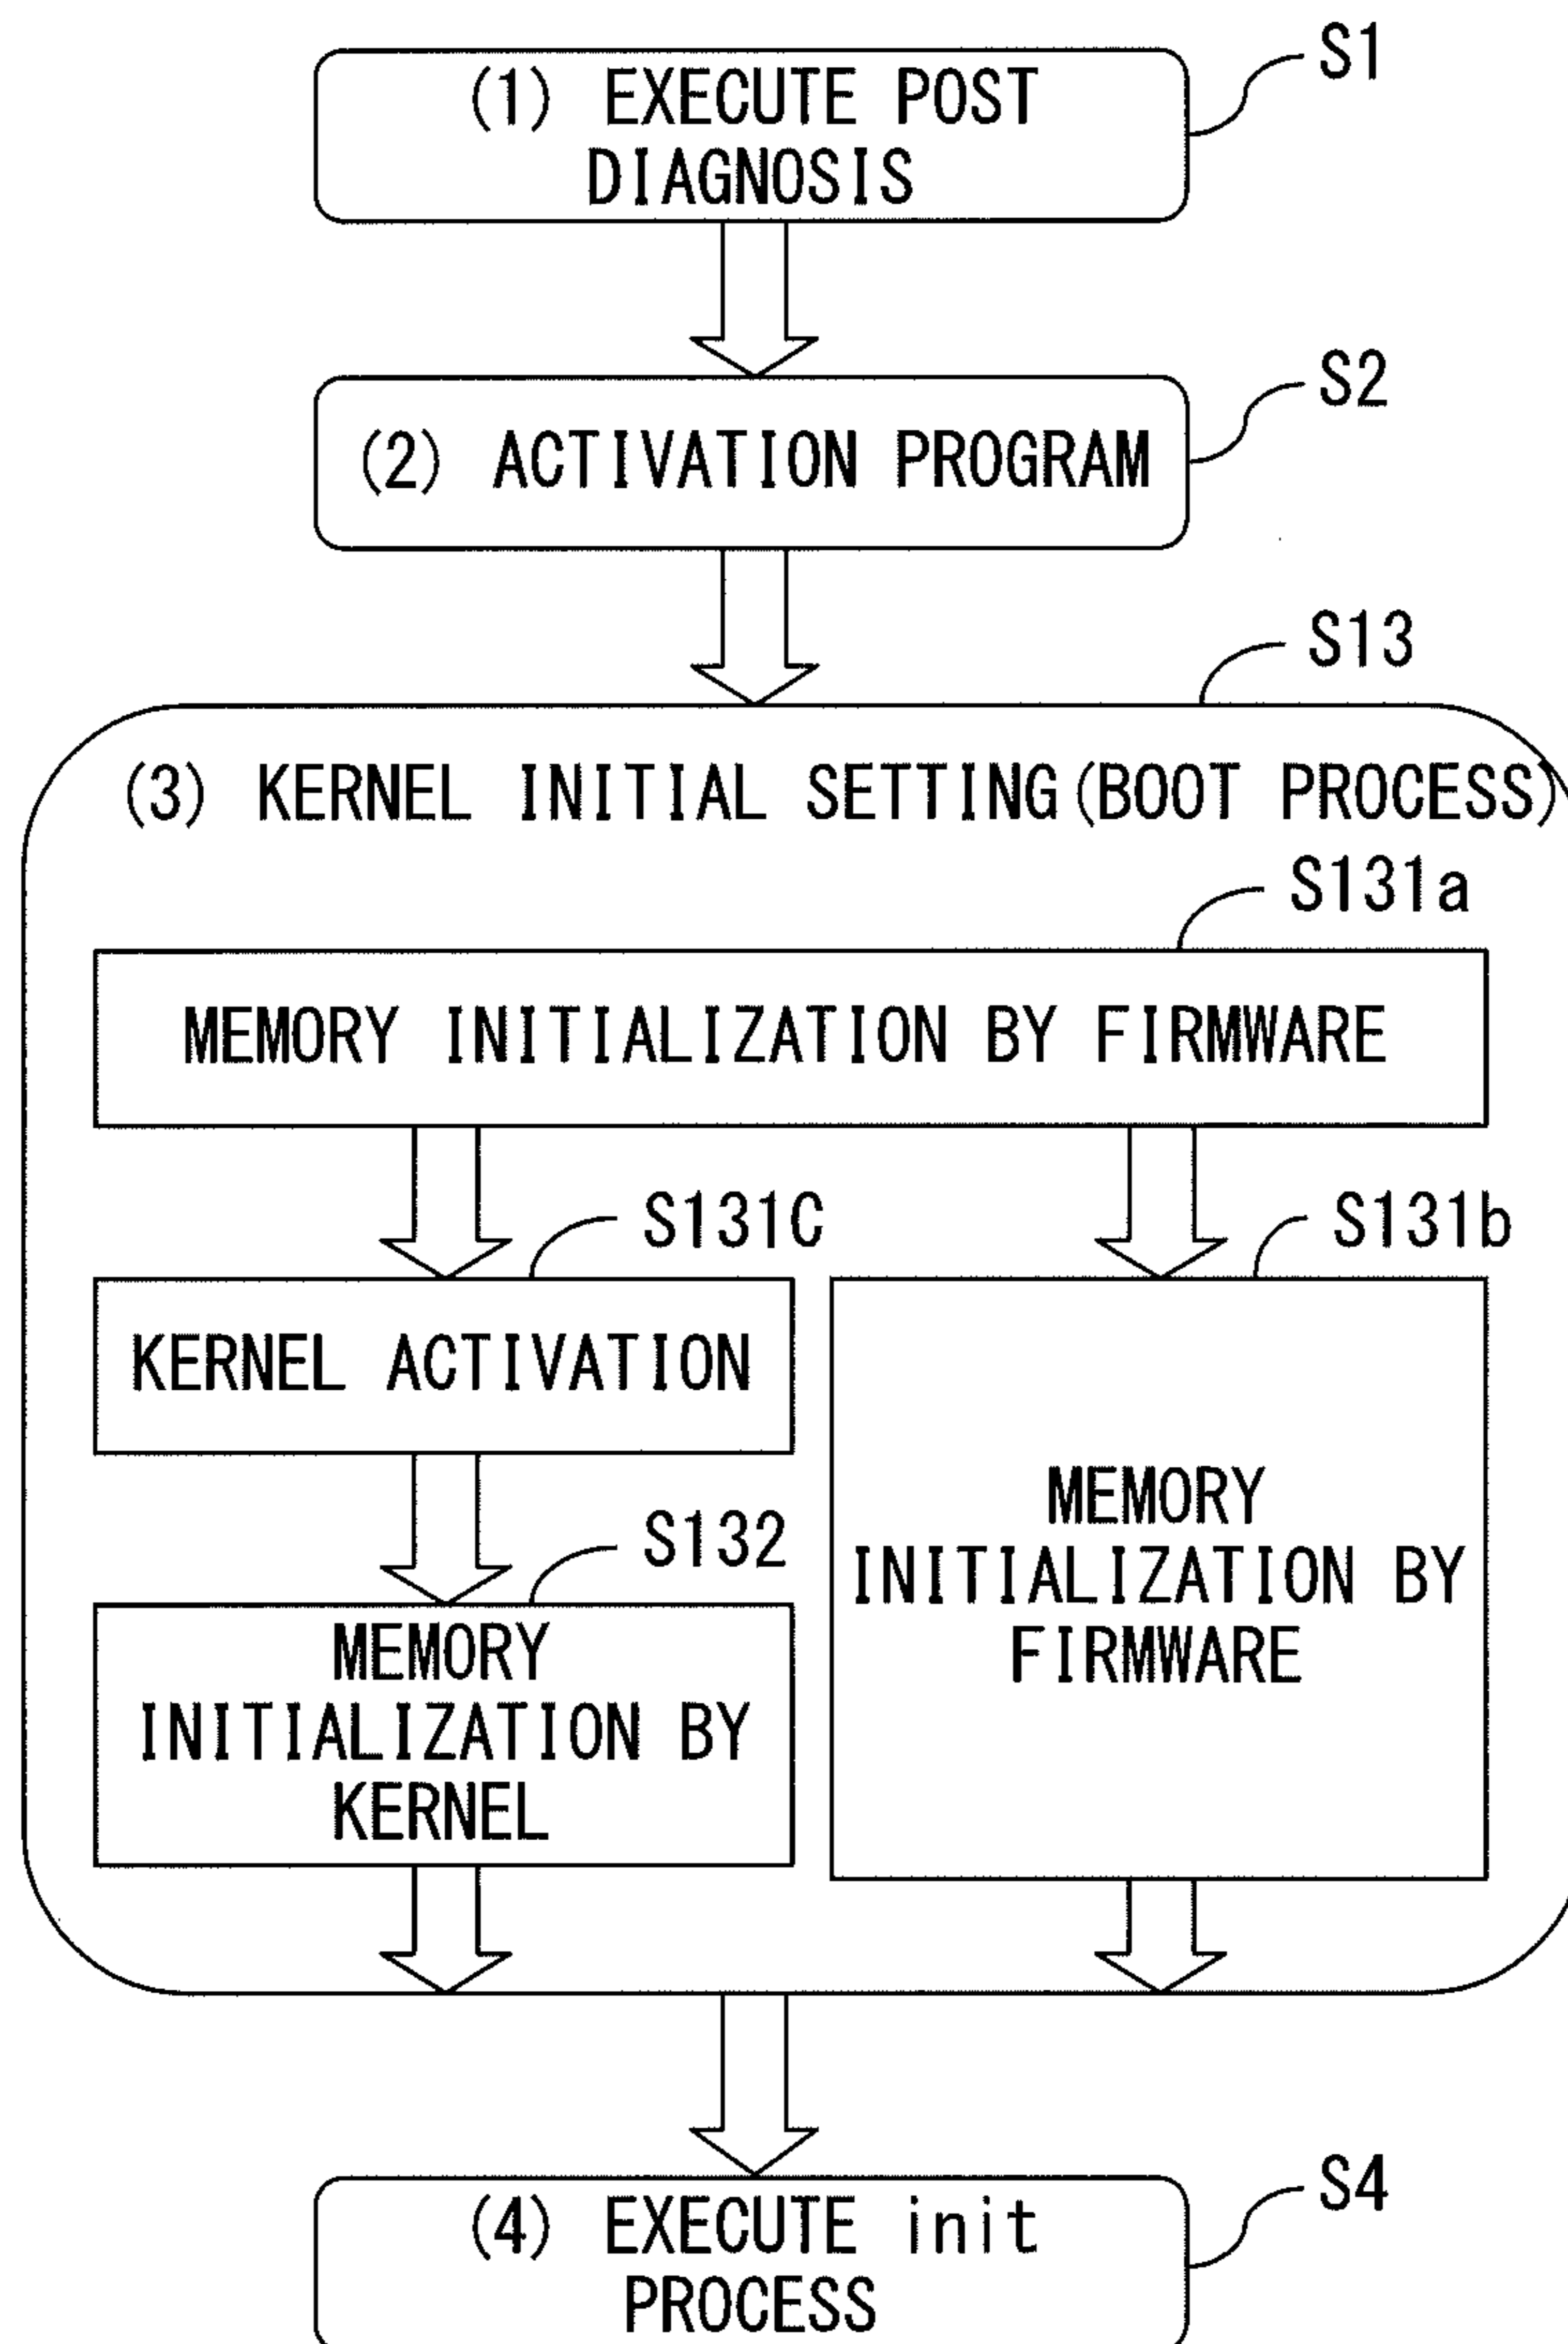 S1
(1) EXECUTE POST
DIAGNOSIS
S2
(2) ACTIVATION PROGRAM
S13
(3) KERNEL INITIAL SETTING(BOOT PROCESS)
S131a
MEMORY INITIALIZATION BY FIRMWARE
S131C
KERNEL ACTIVATION
S132
MEMORY
INITIALIZATION BY
KERNEL
S131b
MEMORY
INITIALIZATION BY
FIRMWARE
S4
(4) EXECUTE init
PROCESS